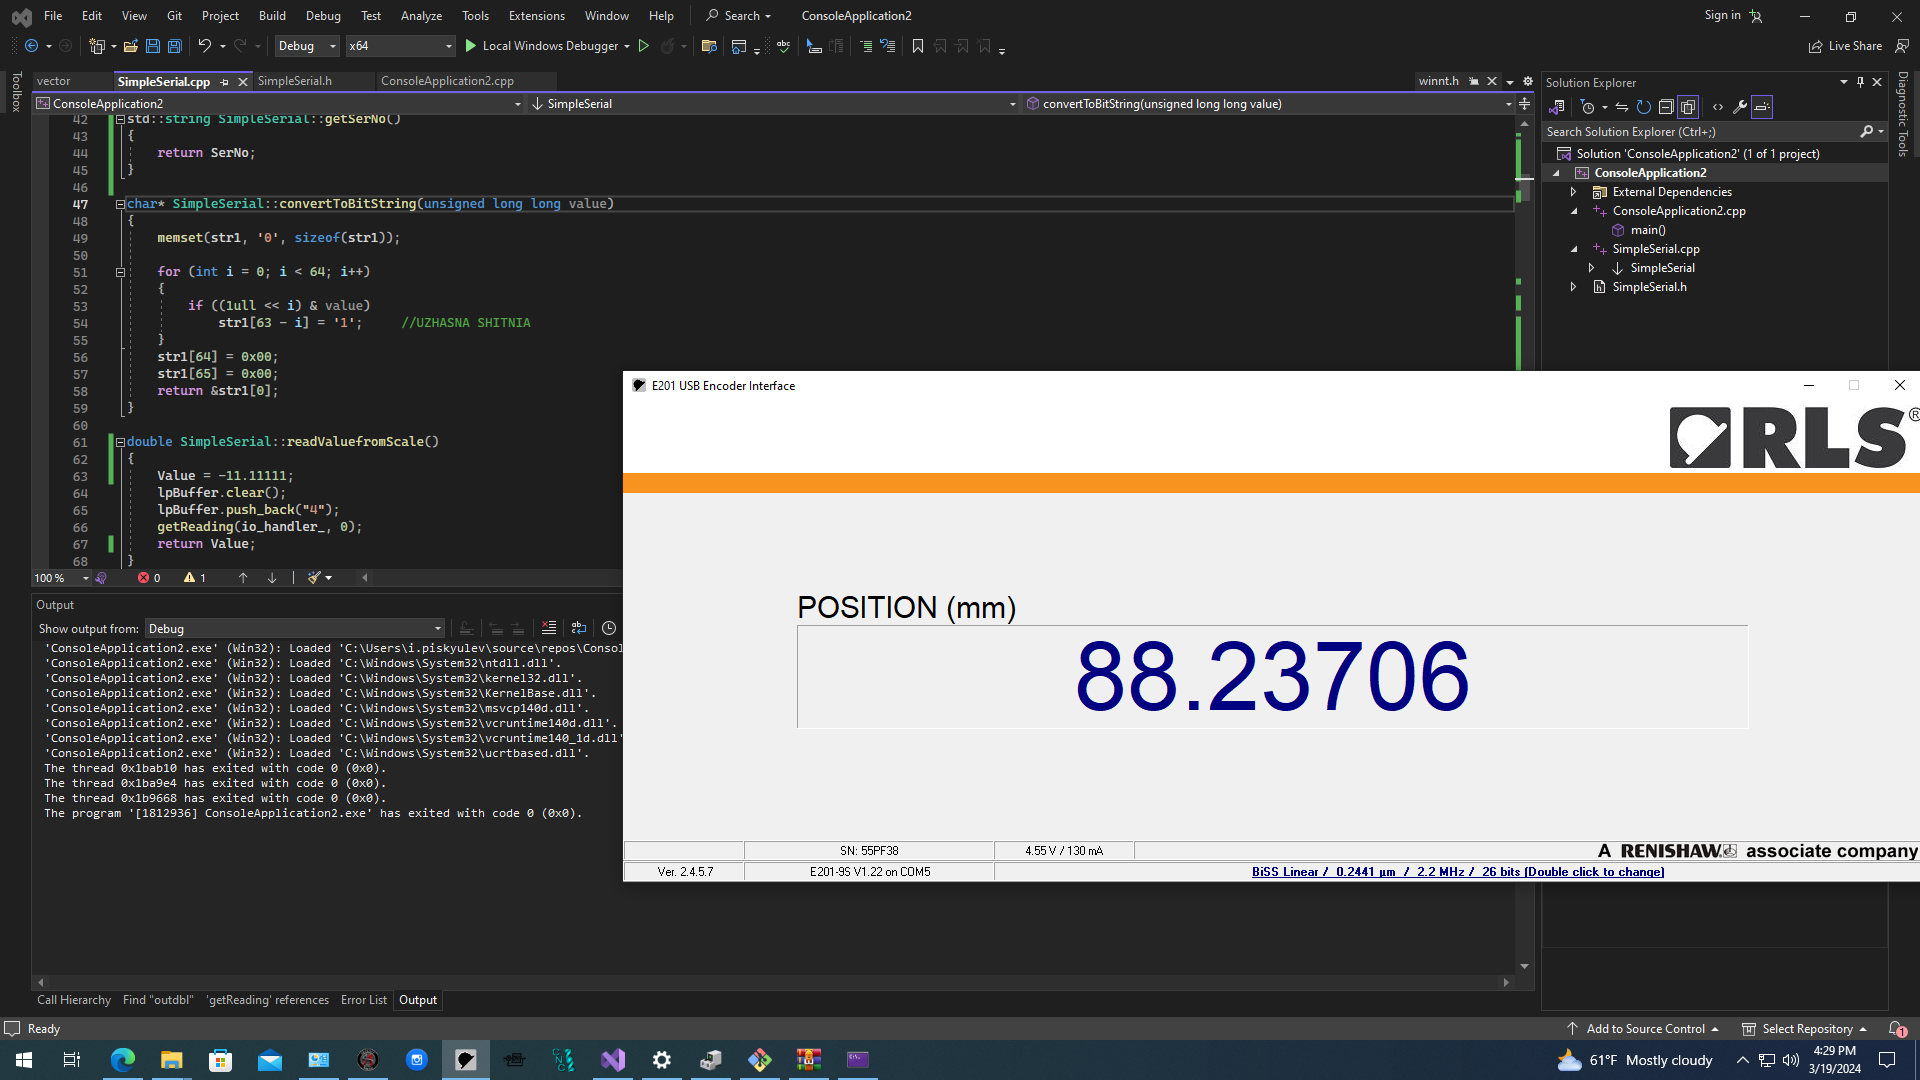 File Edit View Git Project Build Debug Test Analyze Tools Extensions Window Help Search ConsoleApplication2 Sign in
Debug x64 Local Windows Debugger Live Share
Toolbox
vector SimpleSerial.cpp SimpleSerial.h ConsoleApplication2.cpp winnt.h
ConsoleApplication2 SimpleSerial convertToBitString(unsigned long long value)
42 std::string SimpleSerial::getSerNo()
43 {
44 return SerNo;
45 }
46
47 char* SimpleSerial::convertToBitString(unsigned long long value)
48 {
49 memset(str1, '0', sizeof(str1));
50
51 for (int i = 0; i < 64; i++)
52 {
53 if ((1ull << i) & value)
54 str1[63 - i] = '1'; //UZHASNA SHITNIA
55 }
56 str1[64] = 0x00;
57 str1[65] = 0x00;
58 return &str1[0];
59 }
60
61 double SimpleSerial::readValuefromScale()
62 {
63 Value = -11.11111;
64 lpBuffer.clear();
65 lpBuffer.push_back("4");
66 getReading(io_handler_, 0);
67 return Value;
68 }
100 % 0 1
Output
Show output from: Debug
'ConsoleApplication2.exe' (Win32): Loaded 'C:\Users\i.piskyulev\source\repos\Consol
'ConsoleApplication2.exe' (Win32): Loaded 'C:\Windows\System32\ntdll.dll'.
'ConsoleApplication2.exe' (Win32): Loaded 'C:\Windows\System32\kernel32.dll'.
'ConsoleApplication2.exe' (Win32): Loaded 'C:\Windows\System32\KernelBase.dll'.
'ConsoleApplication2.exe' (Win32): Loaded 'C:\Windows\System32\msvcp140d.dll'.
'ConsoleApplication2.exe' (Win32): Loaded 'C:\Windows\System32\vcruntime140d.dll'.
'ConsoleApplication2.exe' (Win32): Loaded 'C:\Windows\System32\vcruntime140_1d.dll'
'ConsoleApplication2.exe' (Win32): Loaded 'C:\Windows\System32\ucrtbased.dll'.
The thread 0x1bab10 has exited with code 0 (0x0).
The thread 0x1ba9e4 has exited with code 0 (0x0).
The thread 0x1b9668 has exited with code 0 (0x0).
The program '[1812936] ConsoleApplication2.exe' has exited with code 0 (0x0).
Call Hierarchy Find "outdbl" 'getReading' references Error List Output
Solution Explorer
Search Solution Explorer (Ctrl+;)
Solution 'ConsoleApplication2' (1 of 1 project)
ConsoleApplication2
External Dependencies
ConsoleApplication2.cpp
main()
SimpleSerial.cpp
SimpleSerial
SimpleSerial.h
Diagnostic Tools
E201 USB Encoder Interface
RLS®
POSITION (mm)
88.23706
SN: 55PF38 4.55 V / 130 mA A RENISHAW associate company
Ver. 2.4.5.7 E201-9S V1.22 on COM5 BiSS Linear / 0.2441 µm / 2.2 MHz / 26 bits (Double click to change)
Ready Add to Source Control Select Repository 1
61°F Mostly cloudy 4:29 PM
3/19/2024